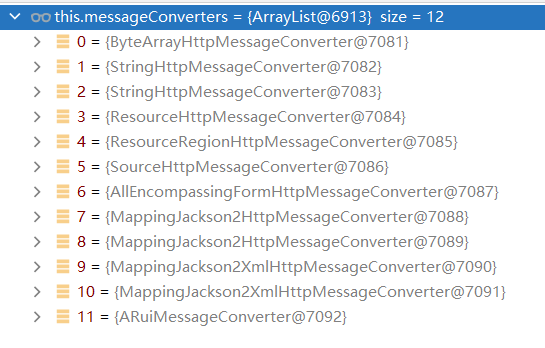 this.messageConverters = {ArrayList@6913} size = 12
0 = {ByteArrayHttpMessageConverter@7081}
1 = {StringHttpMessageConverter@7082}
2 = {StringHttpMessageConverter@7083}
3 = {ResourceHttpMessageConverter@7084}
4 = {ResourceRegionHttpMessageConverter@7085}
5 = {SourceHttpMessageConverter@7086}
6 = {AllEncompassingFormHttpMessageConverter@7087}
7 = {MappingJackson2HttpMessageConverter@7088}
8 = {MappingJackson2HttpMessageConverter@7089}
9 = {MappingJackson2XmlHttpMessageConverter@7090}
10 = {MappingJackson2XmlHttpMessageConverter@7091}
11 = {ARuiMessageConverter@7092}